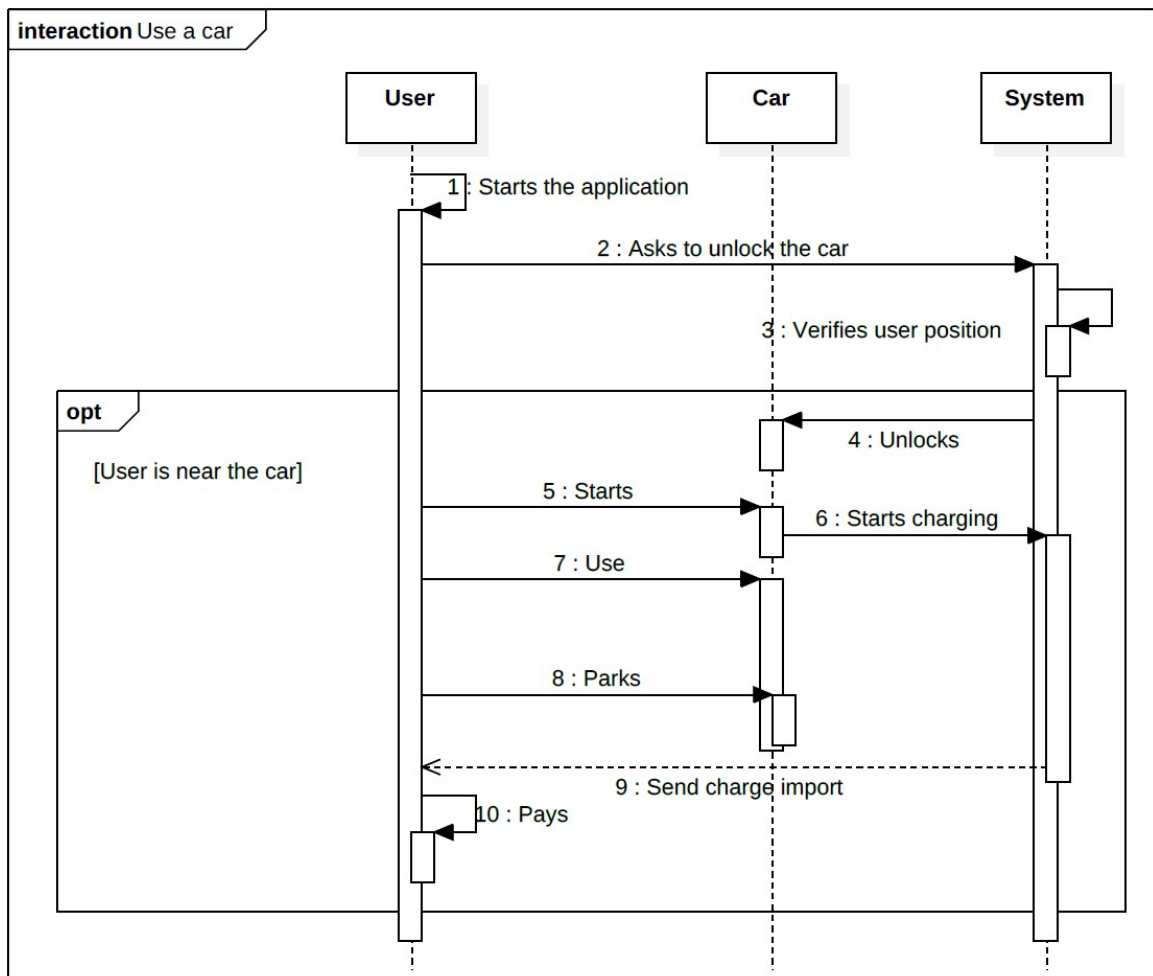 interaction Use a car
User
Car
System
1 : Starts the application
2 : Asks to unlock the car
3 : Verifies user position
opt
4 : Unlocks
[User is near the car]
5 : Starts
6 : Starts charging
7 : Use
8 : Parks
9 : Send charge import
10 : Pays